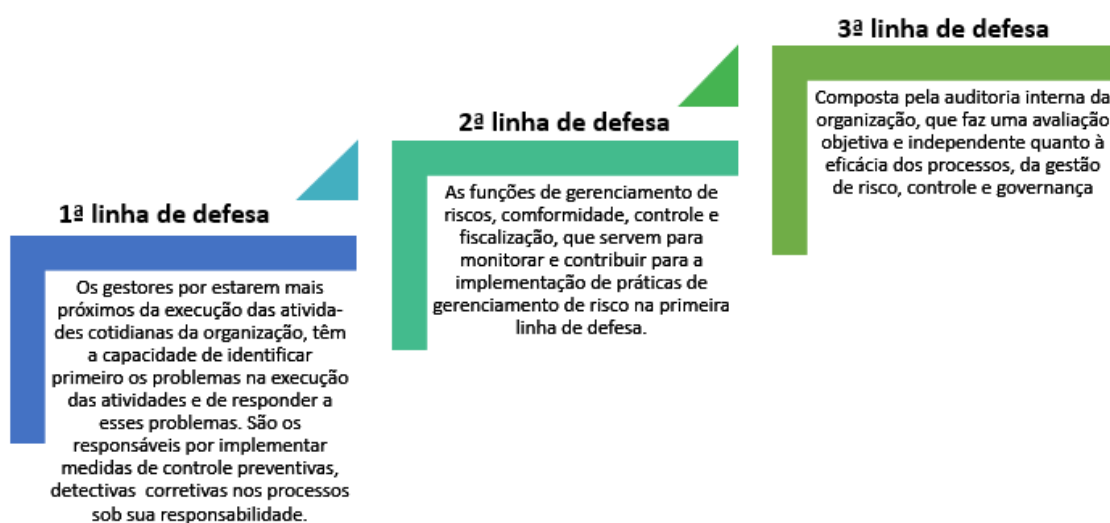 1ª linha de defesa
Os gestores por estarem mais
próximos da execução das ativida-
des cotidianas da organização, têm
a capacidade de identificar
primeiro os problemas na execução
das atividades e de responder a
esses problemas. São os
responsáveis por implementar
medidas de controle preventivas,
detectivas corretivas nos processos
sob sua responsabilidade.
2ª linha de defesa
As funções de gerenciamento de
riscos, comformidade, controle e
fiscalização, que servem para
monitorar e contribuir para a
implementação de práticas de
gerenciamento de risco na primeira
linha de defesa.
3ª linha de defesa
Composta pela auditoria interna da
organização, que faz uma avaliação
objetiva e independente quanto à
eficácia dos processos, da gestão
de risco, controle e governança